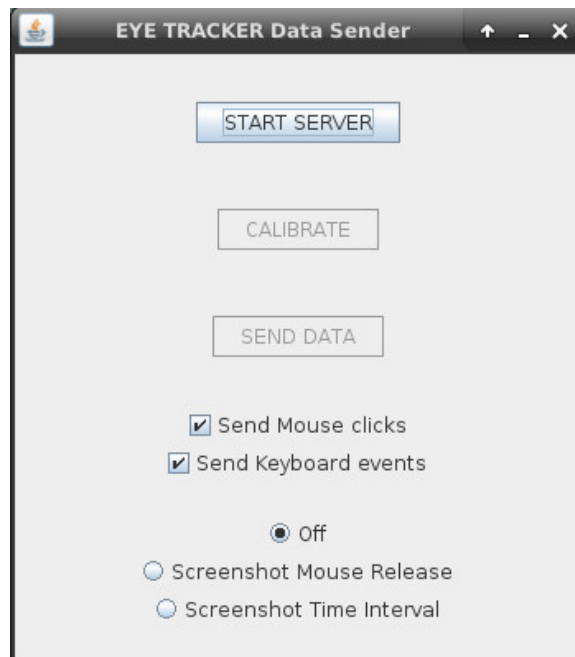 EYE TRACKER Data Sender
START SERVER
CALIBRATE
SEND DATA
Send Mouse clicks
Send Keyboard events
Off
Screenshot Mouse Release
Screenshot Time Interval